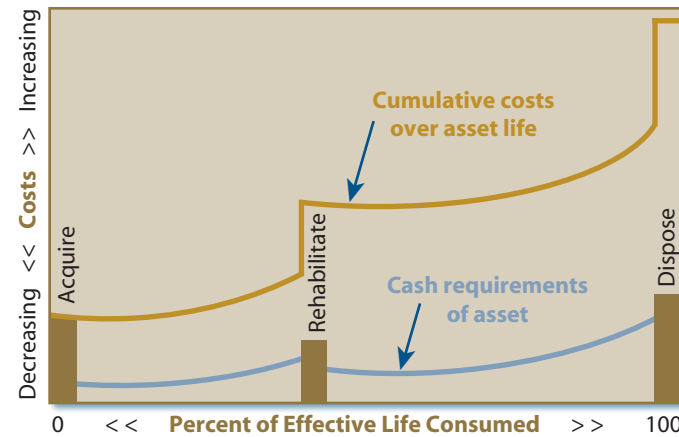 Decreasing << Costs >> Increasing
Cumulative costs
over asset life
Acquire
Rehabilitate
Dispose
Cash requirements
of asset
0 < < Percent of Effective Life Consumed > > 100